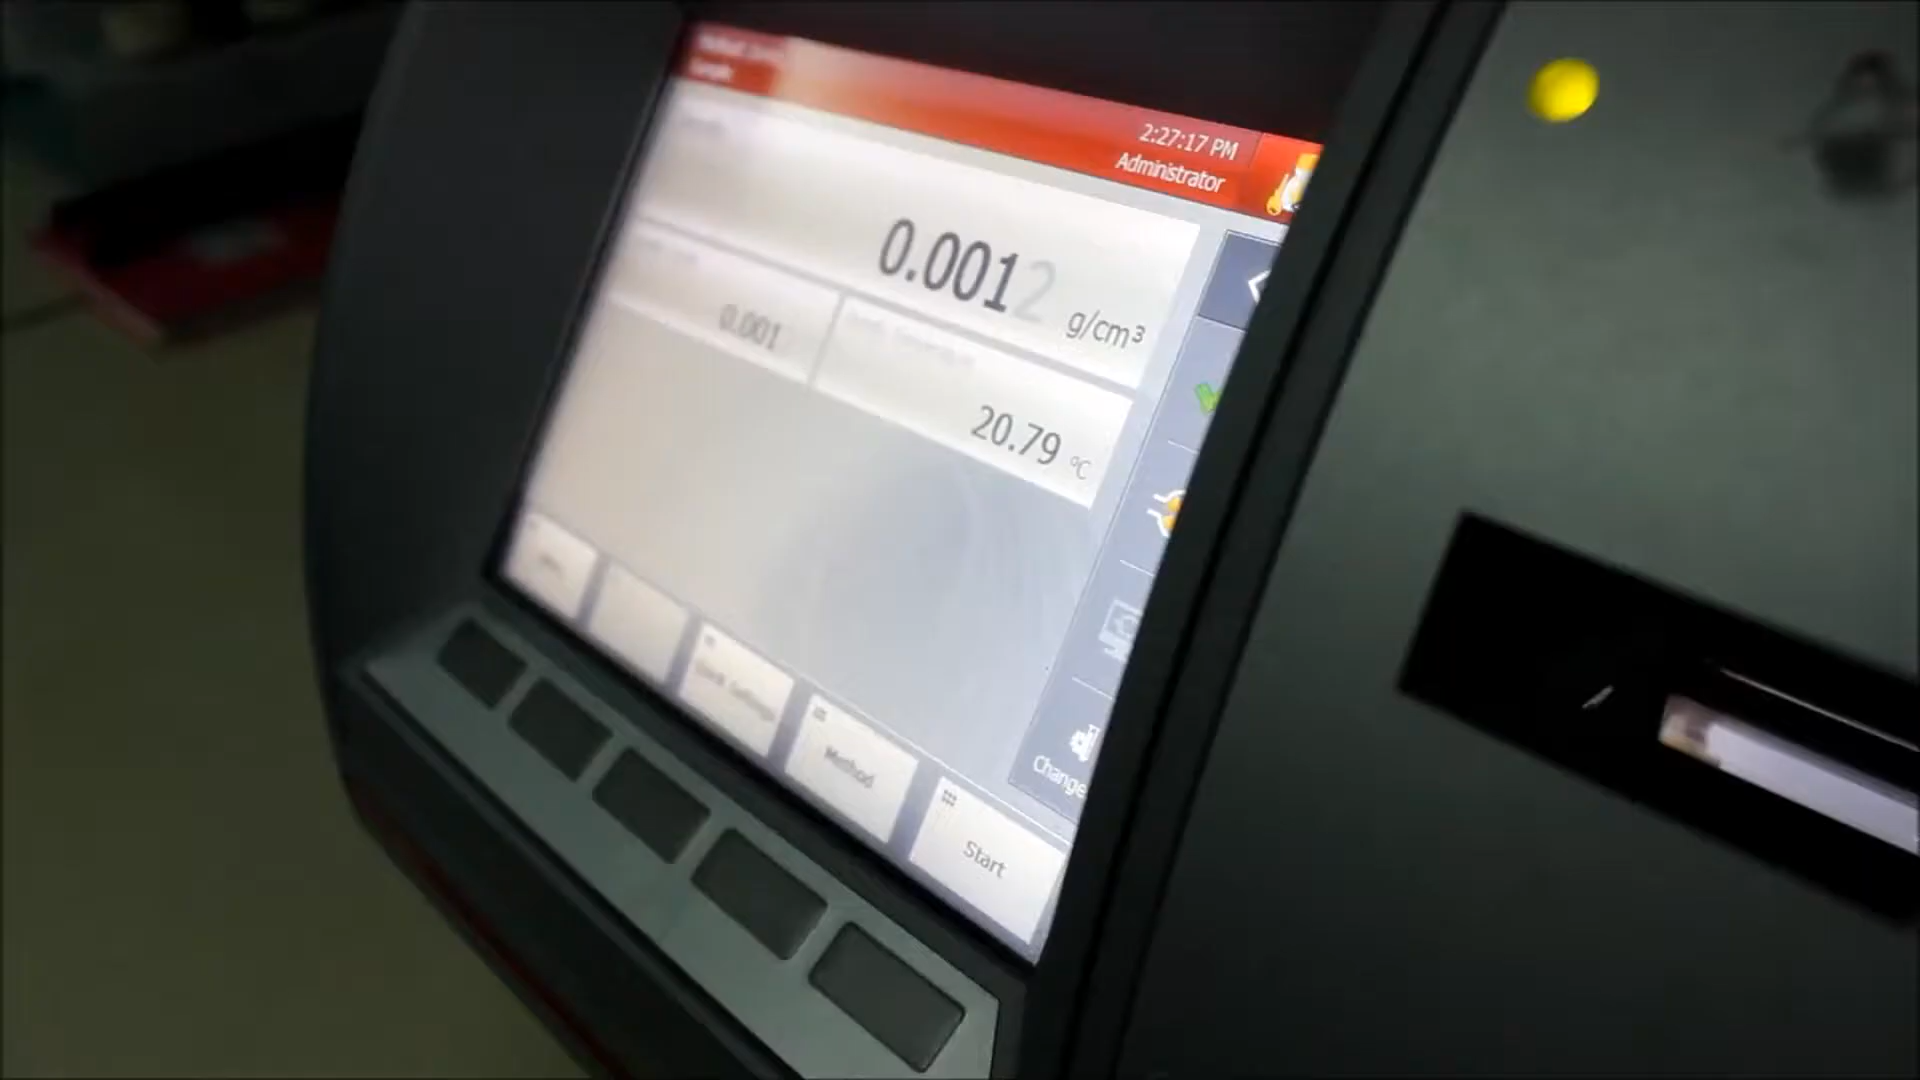 2:27:17 PM
Administrator
0.0012 g/cm³
0.001
20.79 °C
Method
Start
Change